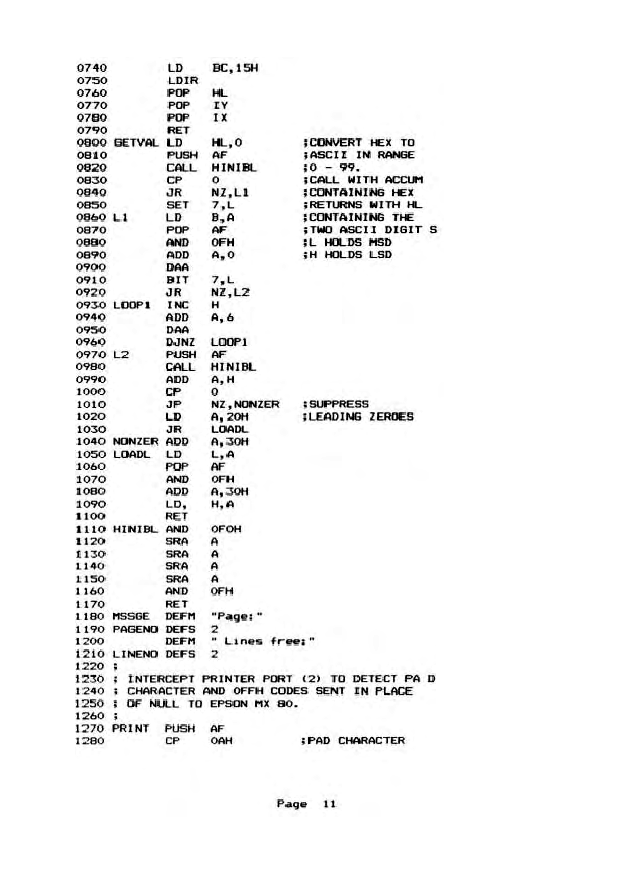 0740        LD    BC,15H
0750        LDIR
0760        POP   HL
0770        POP   IY
0780        POP   IX
0790        RET
0800 GETVAL LD    HL,0        ;CONVERT HEX TO
0810        PUSH  AF          ;ASCII IN RANGE
0820        CALL  HINIBL      ;0 - 99.
0830        CP    0           ;CALL WITH ACCUM
0840        JR    NZ,L1       ;CONTAINING HEX
0850        SET   7,L         ;RETURNS WITH HL
0860 L1     LD    B,A         ;CONTAINING THE
0870        POP   AF          ;TWO ASCII DIGIT S
0880        AND   0FH         ;L HOLDS MSD
0890        ADD   A,0         ;H HOLDS LSD
0900        DAA
0910        BIT   7,L
0920        JR    NZ,L2
0930 LOOP1  INC   H
0940        ADD   A,6
0950        DAA
0960        DJNZ  LOOP1
0970 L2     PUSH  AF
0980        CALL  HINIBL
0990        ADD   A,H
1000        CP    0
1010        JP    NZ,NONZER   ;SUPPRESS
1020        LD    A,20H       ;LEADING ZEROES
1030        JR    LOADL
1040 NONZER ADD   A,30H
1050 LOADL  LD    L,A
1060        POP   AF
1070        AND   0FH
1080        ADD   A,30H
1090        LD,   H,A
1100        RET
1110 HINIBL AND   0F0H
1120        SRA   A
1130        SRA   A
1140        SRA   A
1150        SRA   A
1160        AND   0FH
1170        RET
1180 MSSGE  DEFM  "Page:"
1190 PAGENO DEFS  2
1200        DEFM  " Lines free:"
1210 LINENO DEFS  2
1220 ;
1230 ; INTERCEPT PRINTER PORT (2) TO DETECT PA D
1240 ; CHARACTER AND 0FFH CODES SENT IN PLACE
1250 ; OF NULL TO EPSON MX 80.
1260 ;
1270 PRINT  PUSH  AF
1280        CP    0AH         ;PAD CHARACTER
Page 11